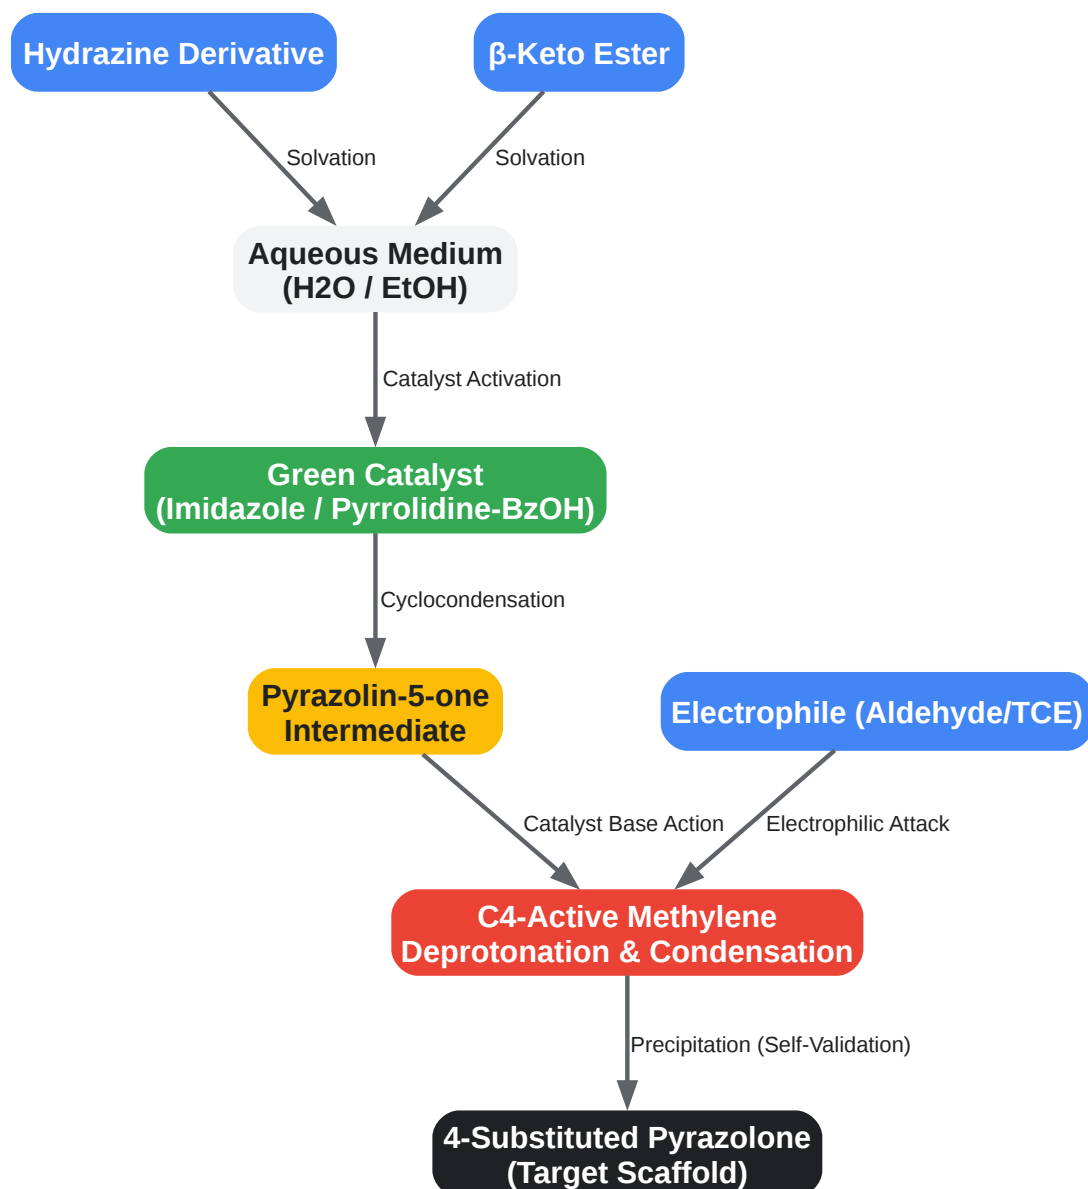 Hydrazine Derivative
β-Keto Ester
Solvation
Solvation
Aqueous Medium
(H2O / EtOH)
Catalyst Activation
Green Catalyst
(Imidazole / Pyrrolidine-BzOH)
Cyclocondensation
Pyrazolin-5-one
Intermediate
Electrophile (Aldehyde/TCE)
Catalyst Base Action
Electrophilic Attack
C4-Active Methylene
Deprotonation & Condensation
Precipitation (Self-Validation)
4-Substituted Pyrazolone
(Target Scaffold)